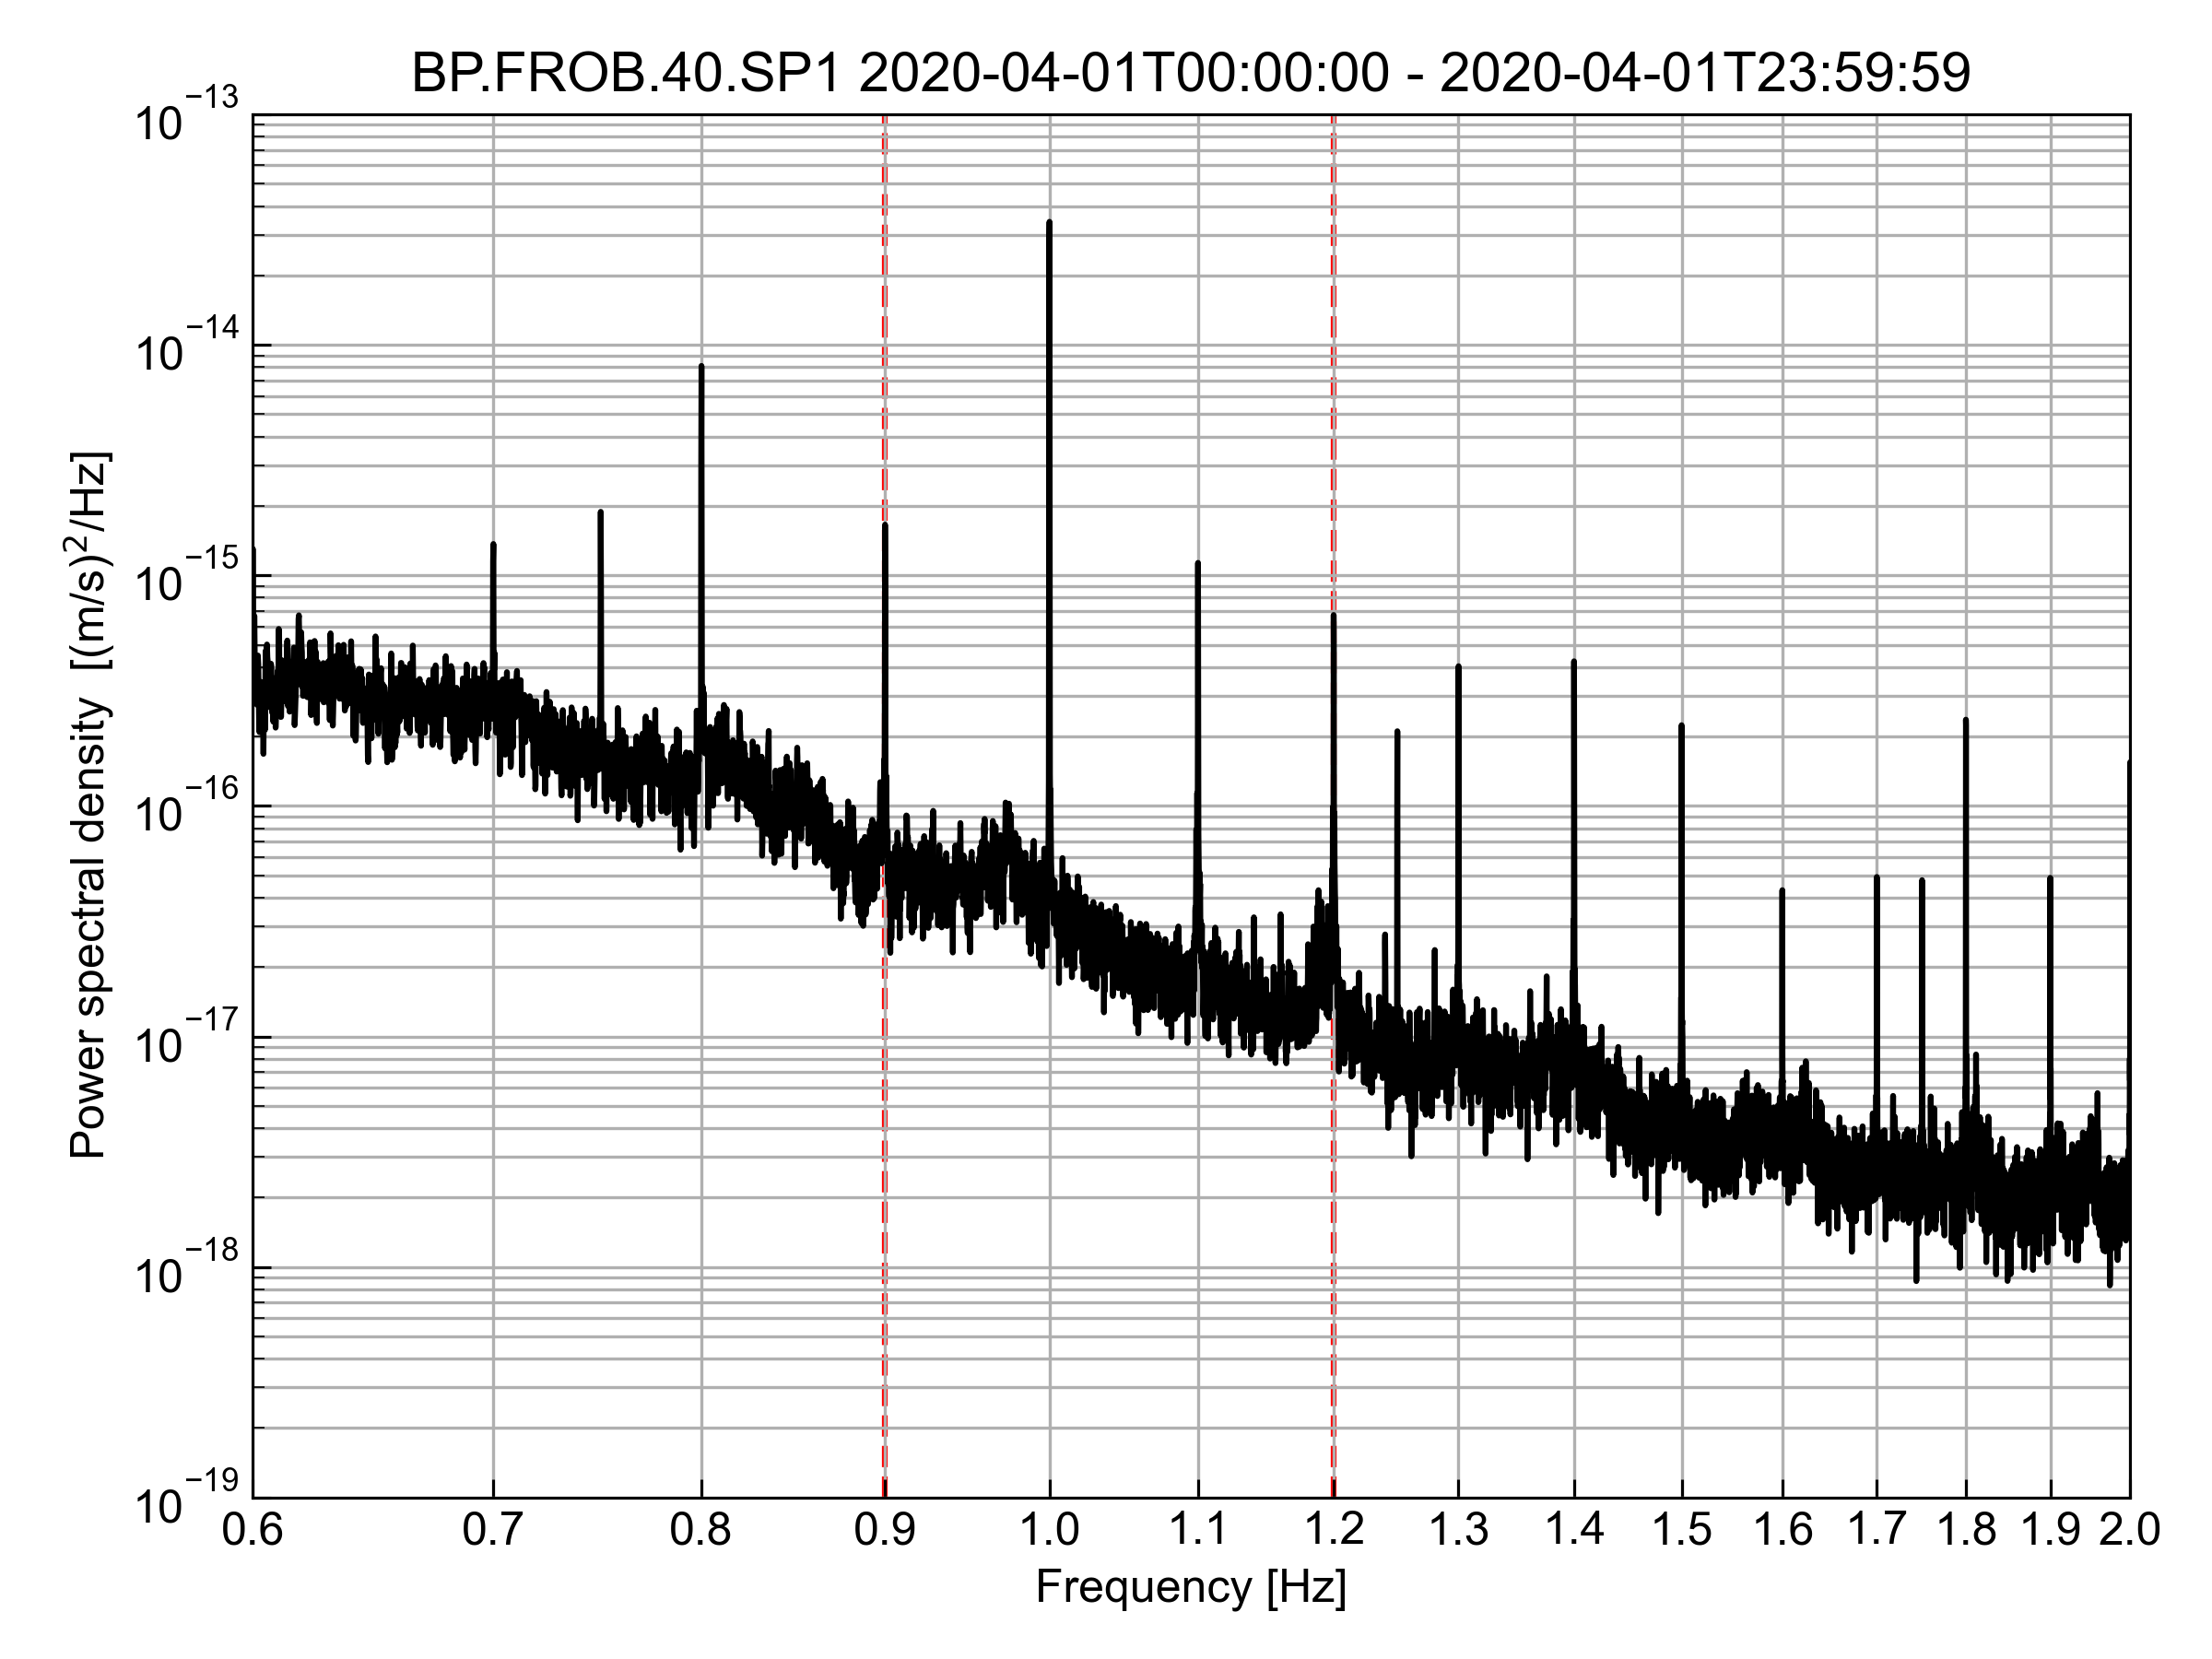 BP.FROB.40.SP1 2020-04-01T00:00:00 - 2020-04-01T23:59:59
10⁻¹³
10⁻¹⁴
10⁻¹⁵
10⁻¹⁶
10⁻¹⁷
10⁻¹⁸
10⁻¹⁹
Power spectral density [(m/s)²/Hz]
0.6 0.7 0.8 0.9 1.0 1.1 1.2 1.3 1.4 1.5 1.6 1.7 1.8 1.9 2.0
Frequency [Hz]